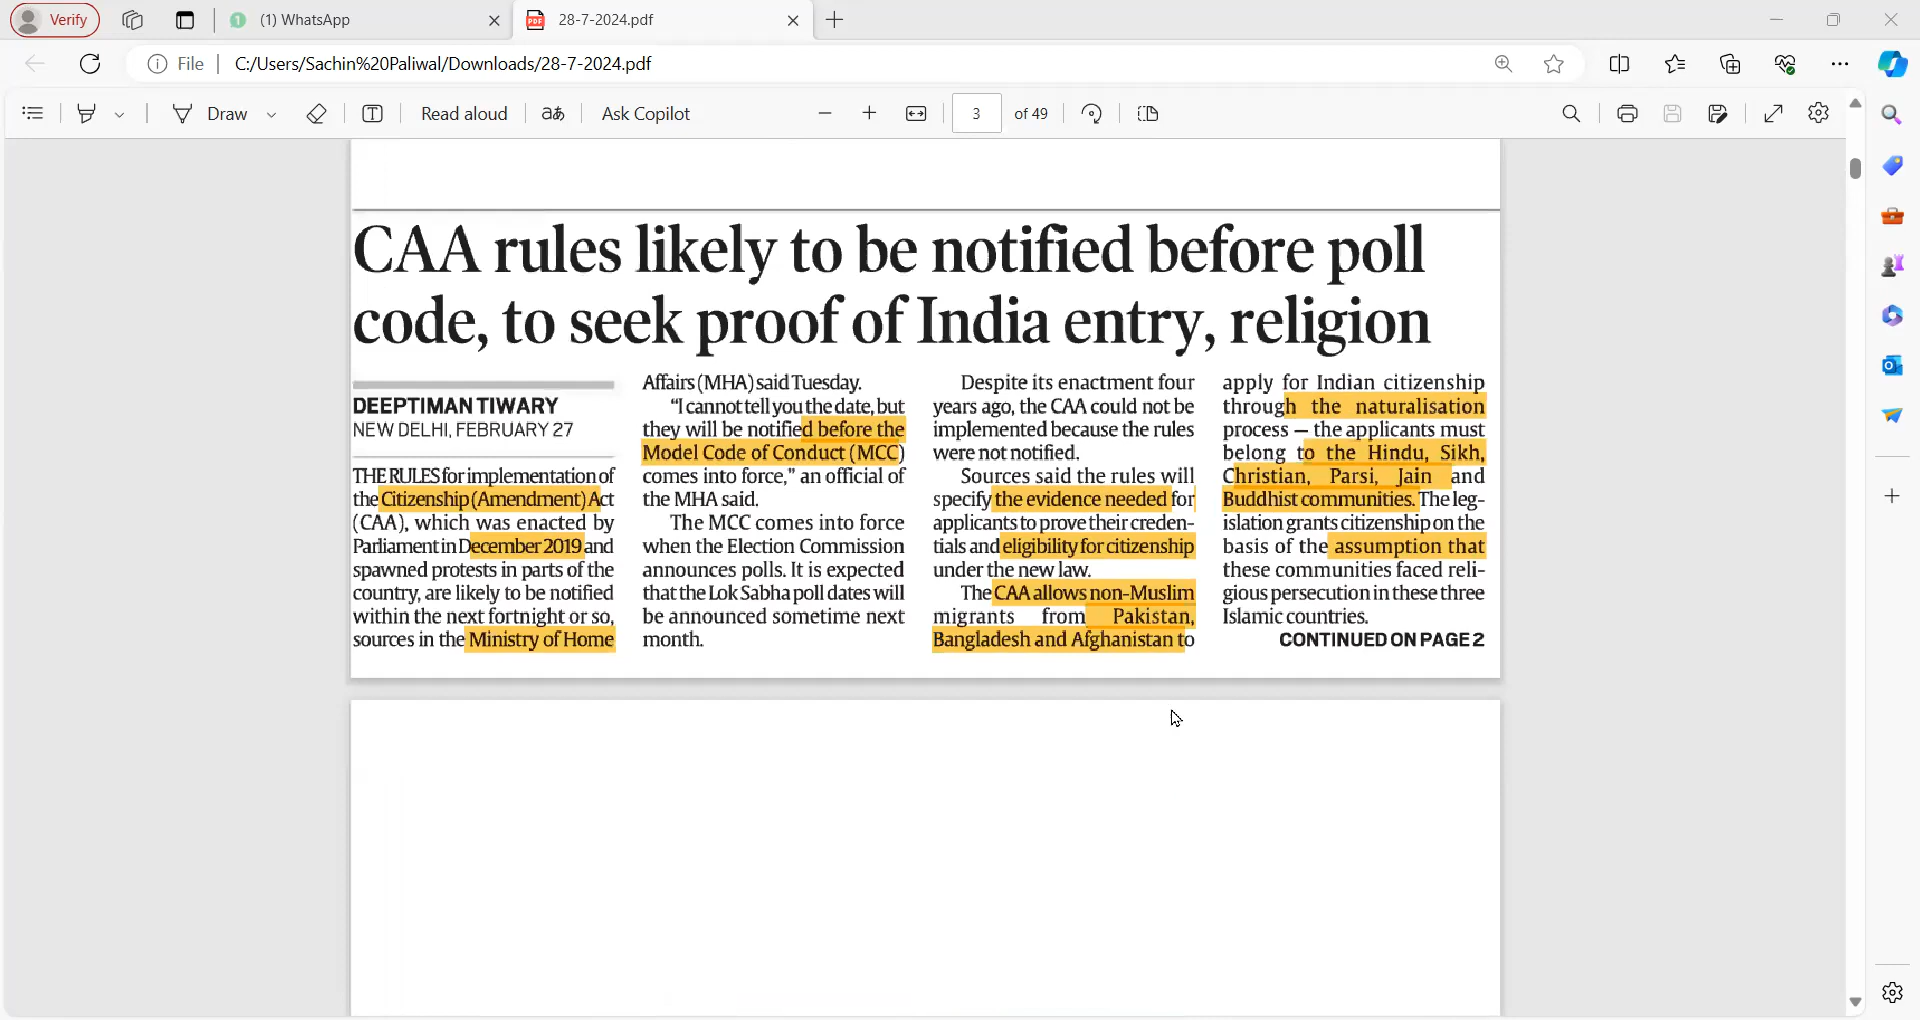 Verify
(1) WhatsApp
28-7-2024.pdf
File
C:/Users/Sachin%20Paliwal/Downloads/28-7-2024.pdf
Draw
Read aloud
aあ
Ask Copilot
3
of 49
CAA rules likely to be notified before poll
code, to seek proof of India entry, religion
DEEPTIMAN TIWARY
NEW DELHI, FEBRUARY 27
THE RULES for implementation of
the Citizenship (Amendment) Act
(CAA), which was enacted by
Parliament in December 2019 and
spawned protests in parts of the
country, are likely to be notified
within the next fortnight or so,
sources in the Ministry of Home
Affairs (MHA) said Tuesday.
"I cannot tell you the date, but
they will be notified before the
Model Code of Conduct (MCC)
comes into force," an official of
the MHA said.
The MCC comes into force
when the Election Commission
announces polls. It is expected
that the Lok Sabha poll dates will
be announced sometime next
month.
Despite its enactment four
years ago, the CAA could not be
implemented because the rules
were not notified.
Sources said the rules will
specify the evidence needed for
applicants to prove their creden-
tials and eligibility for citizenship
under the new law.
The CAA allows non-Muslim
migrants from Pakistan,
Bangladesh and Afghanistan to
apply for Indian citizenship
through the naturalisation
process — the applicants must
belong to the Hindu, Sikh,
Christian, Parsi, Jain and
Buddhist communities. The leg-
islation grants citizenship on the
basis of the assumption that
these communities faced reli-
gious persecution in these three
Islamic countries.
CONTINUED ON PAGE 2